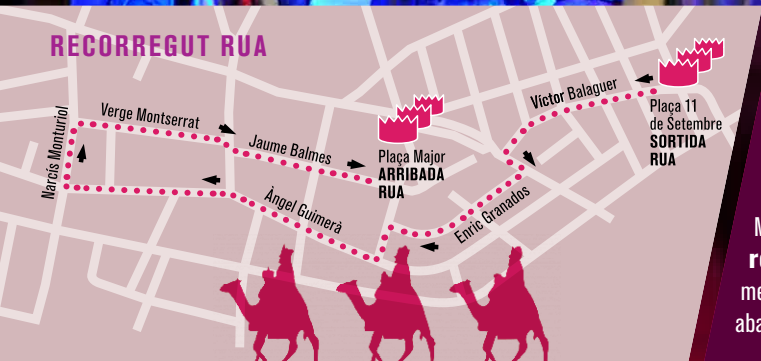 RECORREGUT RUA
Víctor Balaguer
Plaça 11
de Setembre
SORTIDA
RUA
Verge Montserrat
Narcís Monturiol
Jaume Balmes
Plaça Major
ARRIBADA
RUA
Àngel Guimerà
Enric Granados